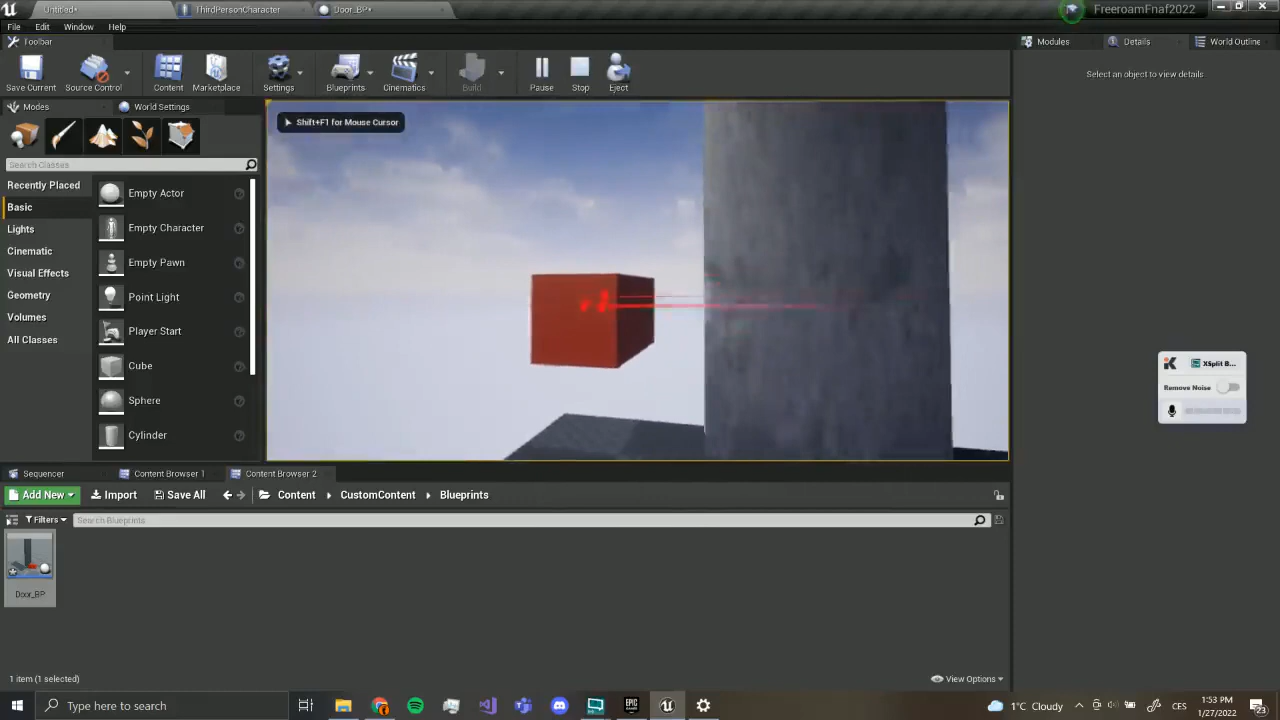 Untitled*
ThirdPersonCharacter
Door_BP*
FreeroamFnaf2022
File
Edit
Window
Help
Toolbar
Modules
Details
World Outline
Save Current
Source Control
Content
Marketplace
Settings
Blueprints
Cinematics
Build
Pause
Stop
Eject
Select an object to view details
Modes
World Settings
Shift+F1 for Mouse Cursor
Search Classes
Recently Placed
Basic
Lights
Cinematic
Visual Effects
Geometry
Volumes
All Classes
Empty Actor
Empty Character
Empty Pawn
Point Light
Player Start
Cube
Sphere
Cylinder
XSplit B...
Remove Noise
Sequencer
Content Browser 1
Content Browser 2
Add New
Import
Save All
Content
CustomContent
Blueprints
Filters
Search Blueprints
Door_BP
1 item (1 selected)
View Options
Type here to search
EPIC
GAMES
1°C Cloudy
CES
1:53 PM
1/27/2022
23